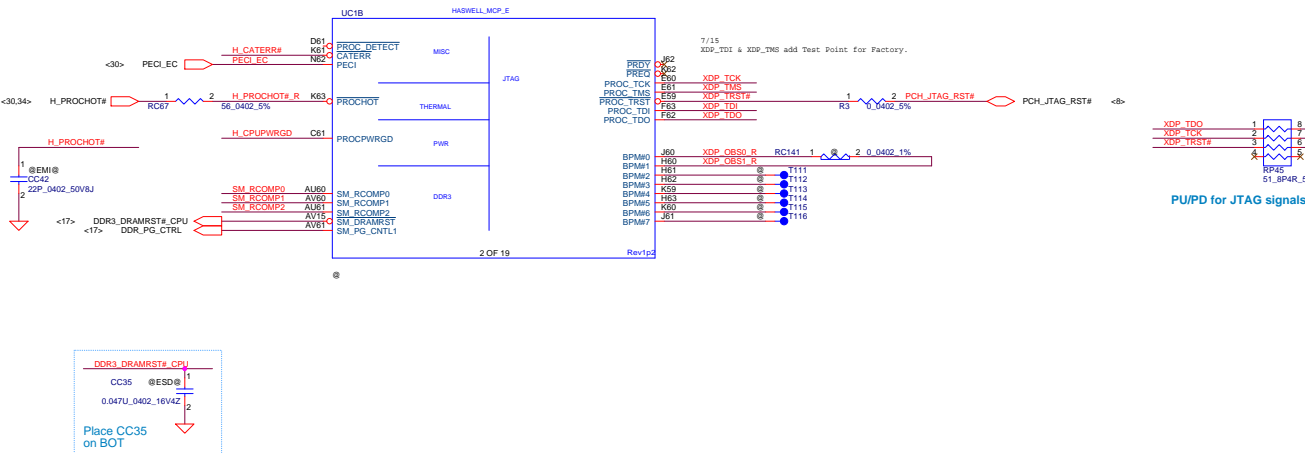 UC1B
HASWELL_MCP_E
D61
PROC_DETECT
MISC
H_CATERR#
K61
CATERR
<30>
PECI_EC
PECI_EC
N62
PECI
JTAG
<30,34>
H_PROCHOT#
1
2
H_PROCHOT#_R
K63
PROCHOT
RC67
56_0402_5%
THERMAL
H_CPUPWRGD
C61
PROCPWRGD
PWR
H_PROCHOT#
1
@EMI@
CC42
22P_0402_50V8J
2
DDR3
SM_RCOMP0
AU60
SM_RCOMP0
SM_RCOMP1
AV60
SM_RCOMP1
SM_RCOMP2
AU61
SM_RCOMP2
<17>
DDR3_DRAMRST#_CPU
AV15
SM_DRAMRST
<17>
DDR_PG_CTRL
AV61
SM_PG_CNTL1
2 OF 19
Rev1p2
@
7/15
XDP_TDI & XDP_TMS add Test Point for Factory.
PRDY
J62
PREQ
K62
PROC_TCK
E60
XDP_TCK
PROC_TMS
E61
XDP_TMS
PROC_TRST
E59
XDP_TRST#
1
2
PCH_JTAG_RST#
PCH_JTAG_RST#
<8>
R3
0_0402_5%
PROC_TDI
F63
XDP_TDI
PROC_TDO
F62
XDP_TDO
BPM#0
J60
XDP_OBS0_R
RC141
1
@
2
0_0402_1%
BPM#1
H60
XDP_OBS1_R
BPM#2
H61
@
T111
BPM#3
H62
@
T112
BPM#4
K59
@
T113
BPM#5
H63
@
T114
BPM#6
K60
@
T115
BPM#7
J61
@
T116
XDP_TDO
1
8
XDP_TCK
2
7
XDP_TRST#
3
6
4
5
RP45
51_8P4R_5
PU/PD for JTAG signals
DDR3_DRAMRST#_CPU
CC35
@ESD@
1
0.047U_0402_16V4Z
2
Place CC35
on BOT